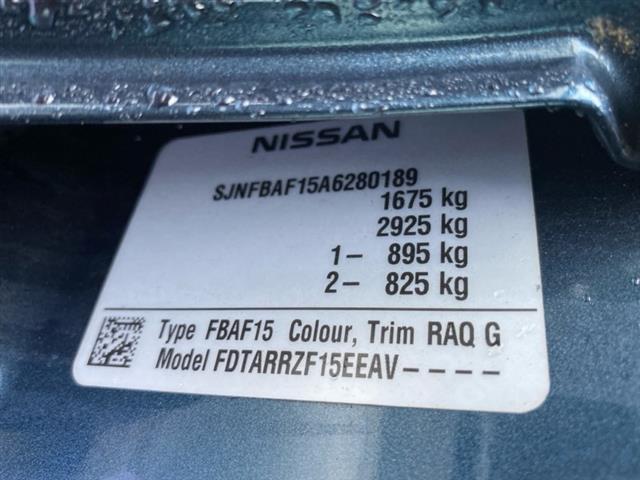 NISSAN
SJNFBAF15A6280189
1675 kg
2925 kg
1– 895 kg
2– 825 kg
Type FBAF15 Colour, Trim RAQ G
Model FDTARRZF15EEAV––––